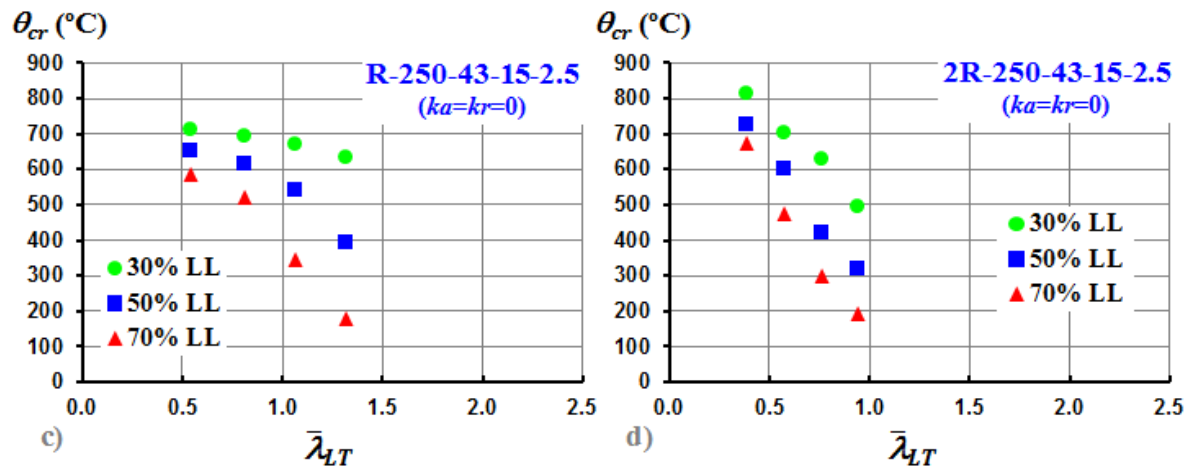 θcr (ºC)
900
800
700
600
500
400
300
200
100
0
R-250-43-15-2.5
(ka=kr=0)
30% LL
50% LL
70% LL
0.0 0.5 1.0 1.5 2.0 2.5
c)
λ̄LT
θcr (ºC)
900
800
700
600
500
400
300
200
100
0
2R-250-43-15-2.5
(ka=kr=0)
30% LL
50% LL
70% LL
0.0 0.5 1.0 1.5 2.0 2.5
d)
λ̄LT